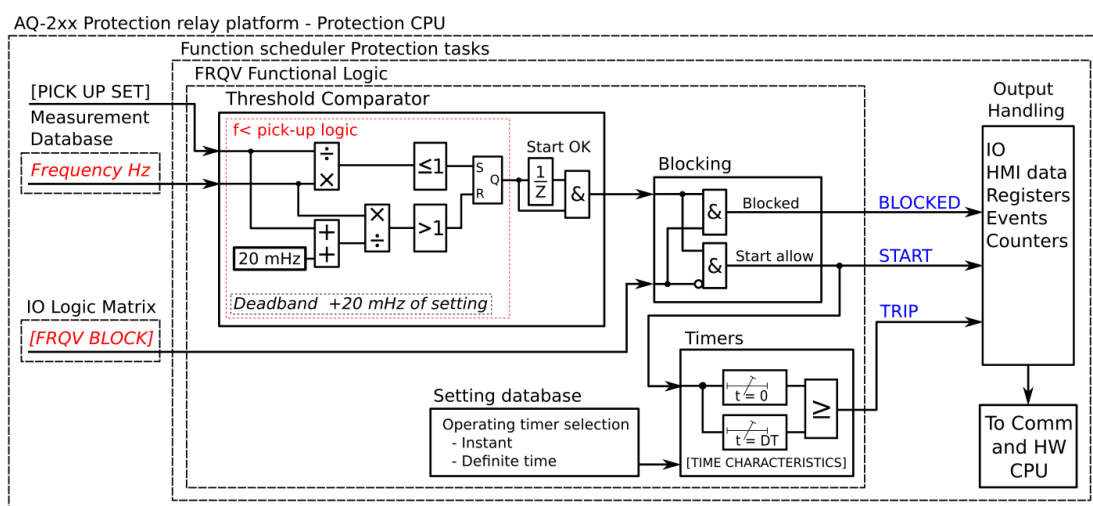 AQ-2xx Protection relay platform - Protection CPU
Function scheduler Protection tasks
FRQV Functional Logic
[PICK UP SET]
Measurement
Database
Frequency Hz
Threshold Comparator
f< pick-up logic
÷
×
≤1
S
R
Q
Start OK
1
Z
&
×
÷
>1
+
+
20 mHz
Deadband +20 mHz of setting
IO Logic Matrix
[FRQV BLOCK]
Blocking
&
Blocked
&
Start allow
BLOCKED
START
TRIP
Output
Handling
IO
HMI data
Registers
Events
Counters
Timers
t = 0
t = DT
≥
[TIME CHARACTERISTICS]
Setting database
Operating timer selection
- Instant
- Definite time
To Comm
and HW
CPU